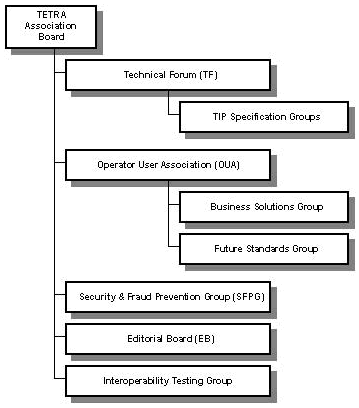 TETRA
Association
Board
Technical Forum (TF)
TIP Specification Groups
Operator User Association (OUA)
Business Solutions Group
Future Standards Group
Security & Fraud Prevention Group (SFPG)
Editorial Board (EB)
Interoperability Testing Group